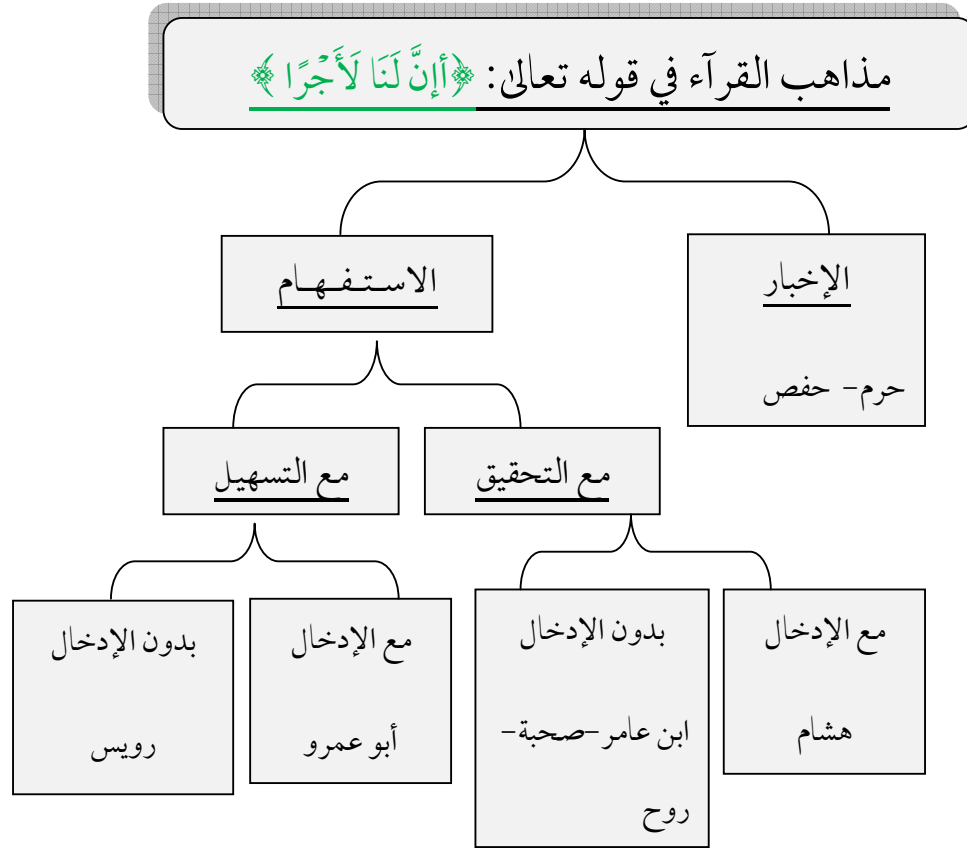 مذاهب القرآء في قوله تعالىٰ: ﴿أإِنَّ لَنَا لَأَجۡرًا ﴾
الإخبار
حرم- حفص
الاستفهام
مع التحقيق
مع التسهيل
مع الإدخال
هشام
بدون الإدخال
ابن عامر-صحبة-
روح
مع الإدخال
أبو عمرو
بدون الإدخال
رويس